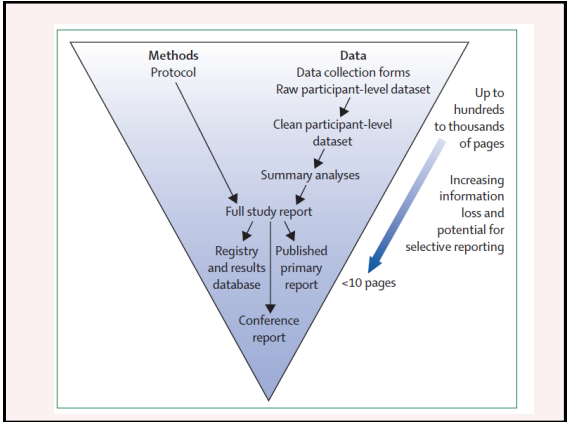 Methods
Protocol
Data
Data collection forms
Raw participant-level dataset
Clean participant-level
dataset
Summary analyses
Full study report
Registry
and results
database
Published
primary
report
Conference
report
Up to
hundreds
to thousands
of pages
Increasing
information
loss and
potential for
selective reporting
<10 pages